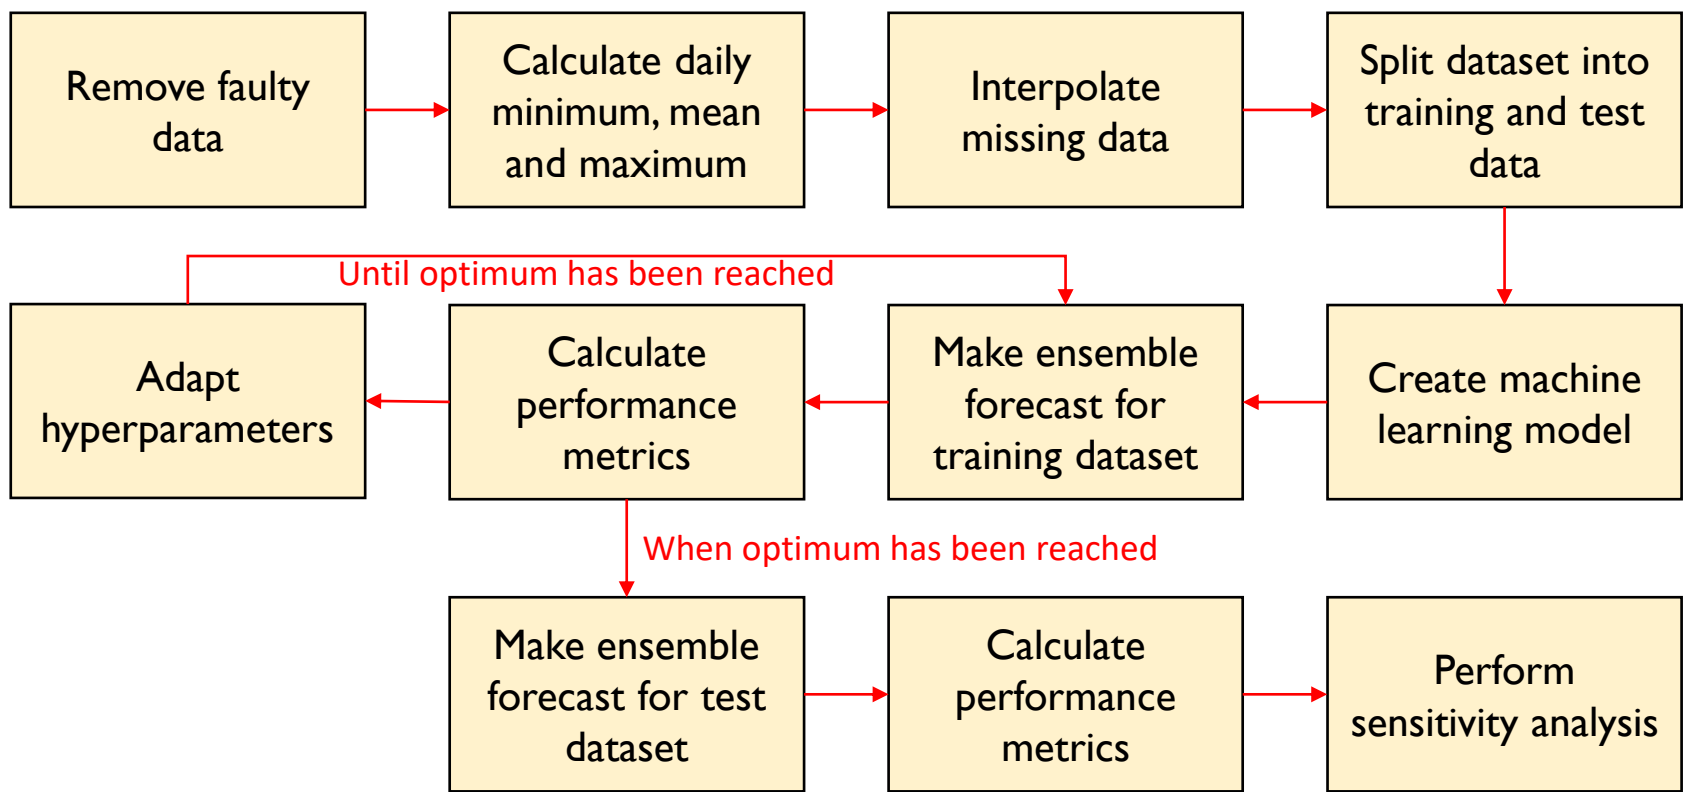 Remove faulty
data
Calculate daily
minimum, mean
and maximum
Interpolate
missing data
Split dataset into
training and test
data
Until optimum has been reached
Adapt
hyperparameters
Calculate
performance
metrics
Make ensemble
forecast for
training dataset
Create machine
learning model
When optimum has been reached
Make ensemble
forecast for test
dataset
Calculate
performance
metrics
Perform
sensitivity analysis